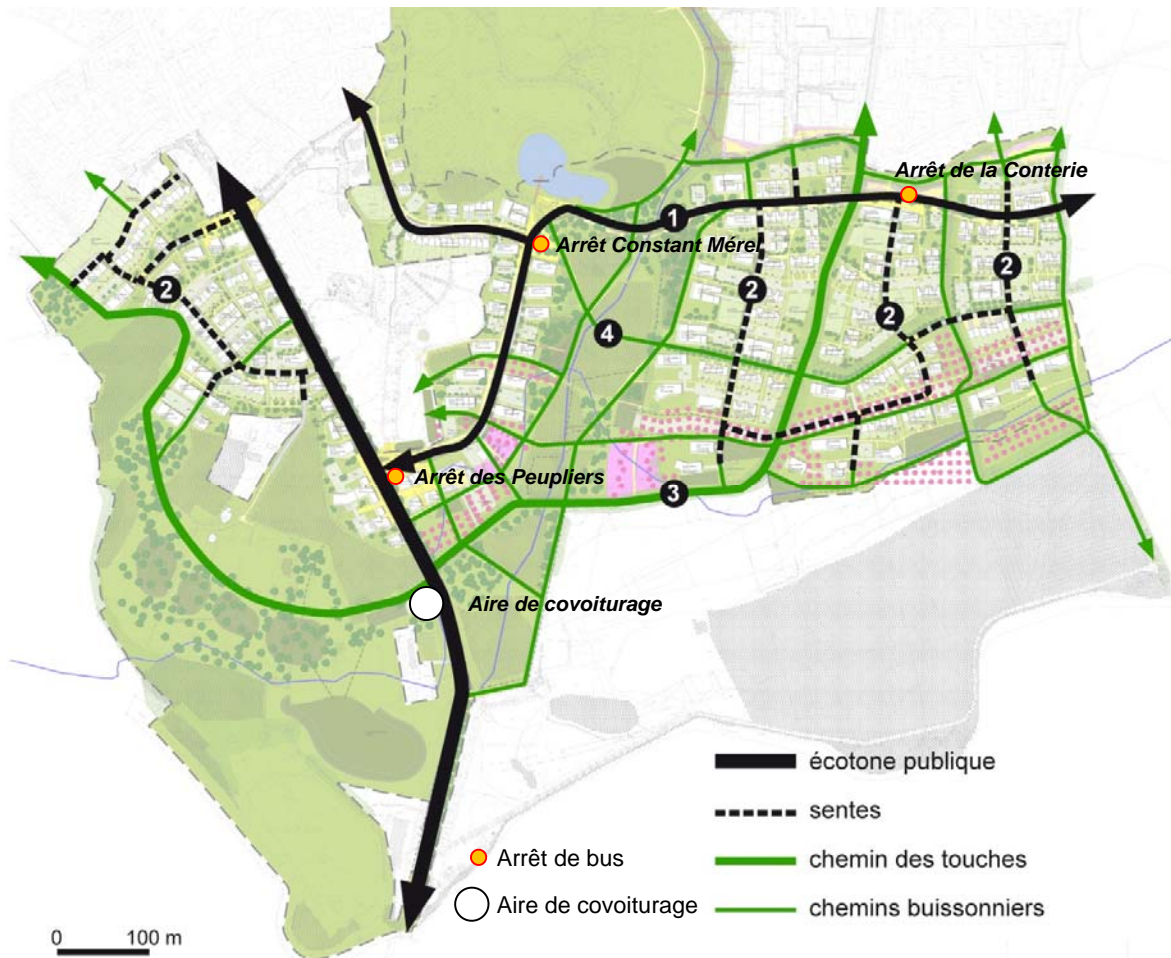 Arrêt de la Conterie
1
Arrêt Constant Mérel
2
2
2
2
4
Arrêt des Peupliers
3
Aire de covoiturage
écotone publique
sentes
Arrêt de bus
chemin des touches
Aire de covoiturage
chemins buissonniers
0 100 m